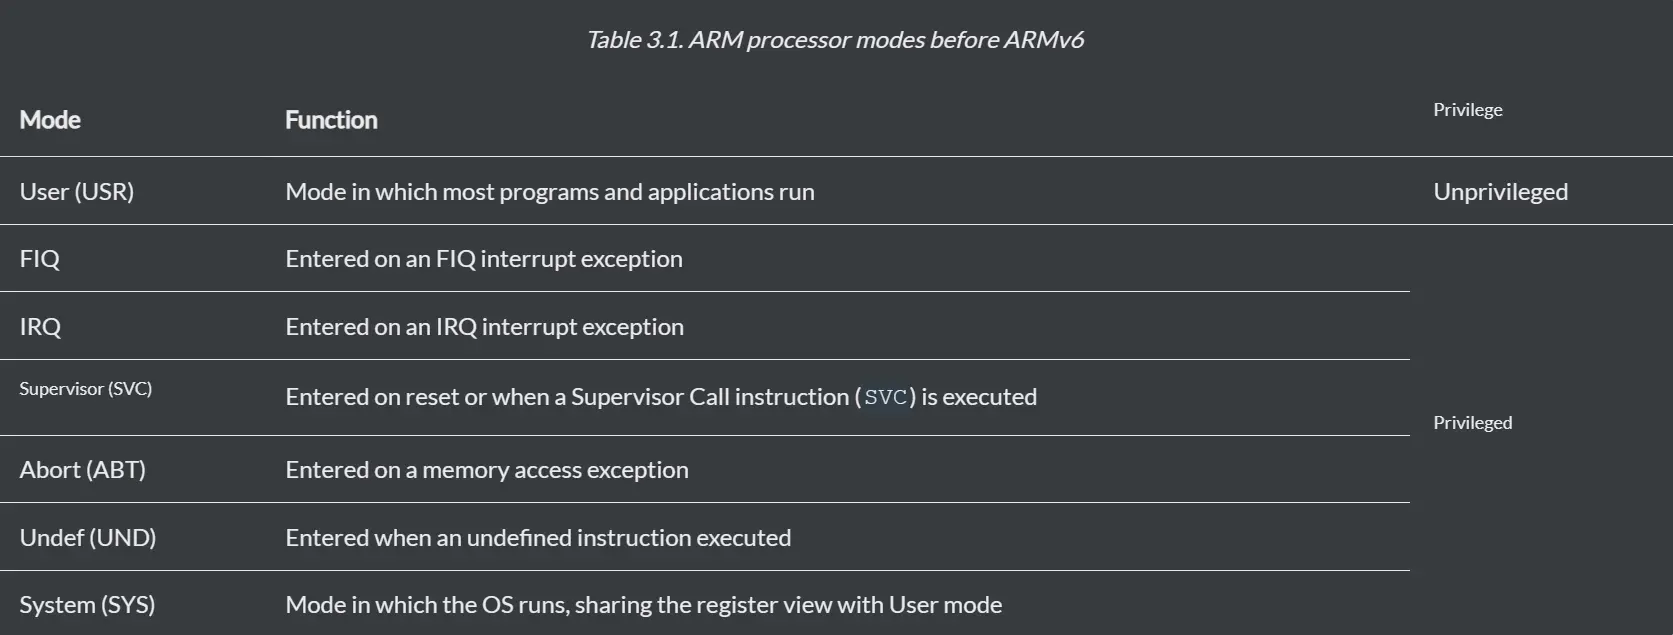 Table 3.1. ARM processor modes before ARMv6
Mode Function Privilege
User (USR) Mode in which most programs and applications run Unprivileged
FIQ Entered on an FIQ interrupt exception
IRQ Entered on an IRQ interrupt exception
Supervisor (SVC) Entered on reset or when a Supervisor Call instruction (SVC) is executed
Privileged
Abort (ABT) Entered on a memory access exception
Undef (UND) Entered when an undefined instruction executed
System (SYS) Mode in which the OS runs, sharing the register view with User mode